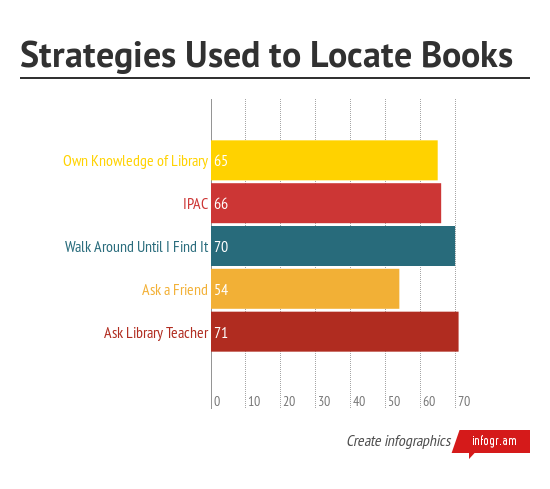 Strategies Used to Locate Books
Own Knowledge of Library 65
IPAC 66
Walk Around Until I Find It 70
Ask a Friend 54
Ask Library Teacher 71
0 10 20 30 40 50 60 70
Create infographics infogr.am